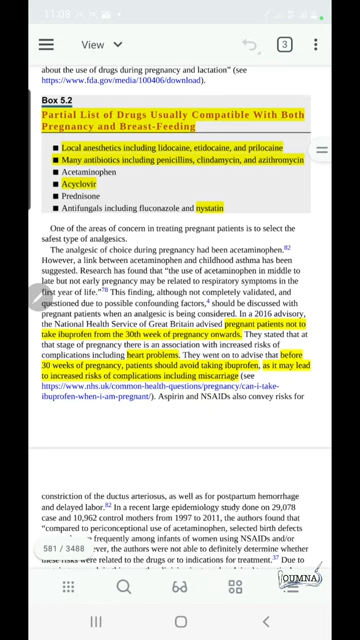 11:08
View
3
about the use of drugs during pregnancy and lactation" (see
https://www.fda.gov/media/100406/download).
Box 5.2
Partial List of Drugs Usually Compatible With Both
Pregnancy and Breast-Feeding
■ Local anesthetics including lidocaine, etidocaine, and prilocaine
■ Many antibiotics including penicillins, clindamycin, and azithromycin
■ Acetaminophen
■ Acyclovir
■ Prednisone
■ Antifungals including fluconazole and nystatin
One of the areas of concern in treating pregnant patients is to select the
safest type of analgesics.
The analgesic of choice during pregnancy had been acetaminophen.82
However, a link between acetaminophen and childhood asthma has been
suggested. Research has found that "the use of acetaminophen in middle to
late but not early pregnancy may be related to respiratory symptoms in the
first year of life."78 This finding, although not completely validated, and
questioned due to possible confounding factors,4 should be discussed with
pregnant patients when an analgesic is being considered. In a 2016 advisory,
the National Health Service of Great Britain advised pregnant patients not to
take ibuprofen from the 30th week of pregnancy onwards. They stated that at
that stage of pregnancy there is an association with increased risks of
complications including heart problems. They went on to advise that before
30 weeks of pregnancy, patients should avoid taking ibuprofen, as it may lead
to increased risks of complications including miscarriage (see
https://www.nhs.uk/common-health-questions/pregnancy/can-i-take-
ibuprofen-when-i-am-pregnant/). Aspirin and NSAIDs also convey risks for
constriction of the ductus arteriosus, as well as for postpartum hemorrhage
and delayed labor.82 In a recent large epidemiology study done on 29,078
case and 10,962 control mothers from 1997 to 2011, the authors found that
"compared to periconceptional use of acetaminophen, selected birth defects
frequently among infants of women using NSAIDs and/or
581 / 3488
the authors were not able to definitely determine whether
these risks were related to the drugs or to indications for treatment.37 Due to
OUMNA